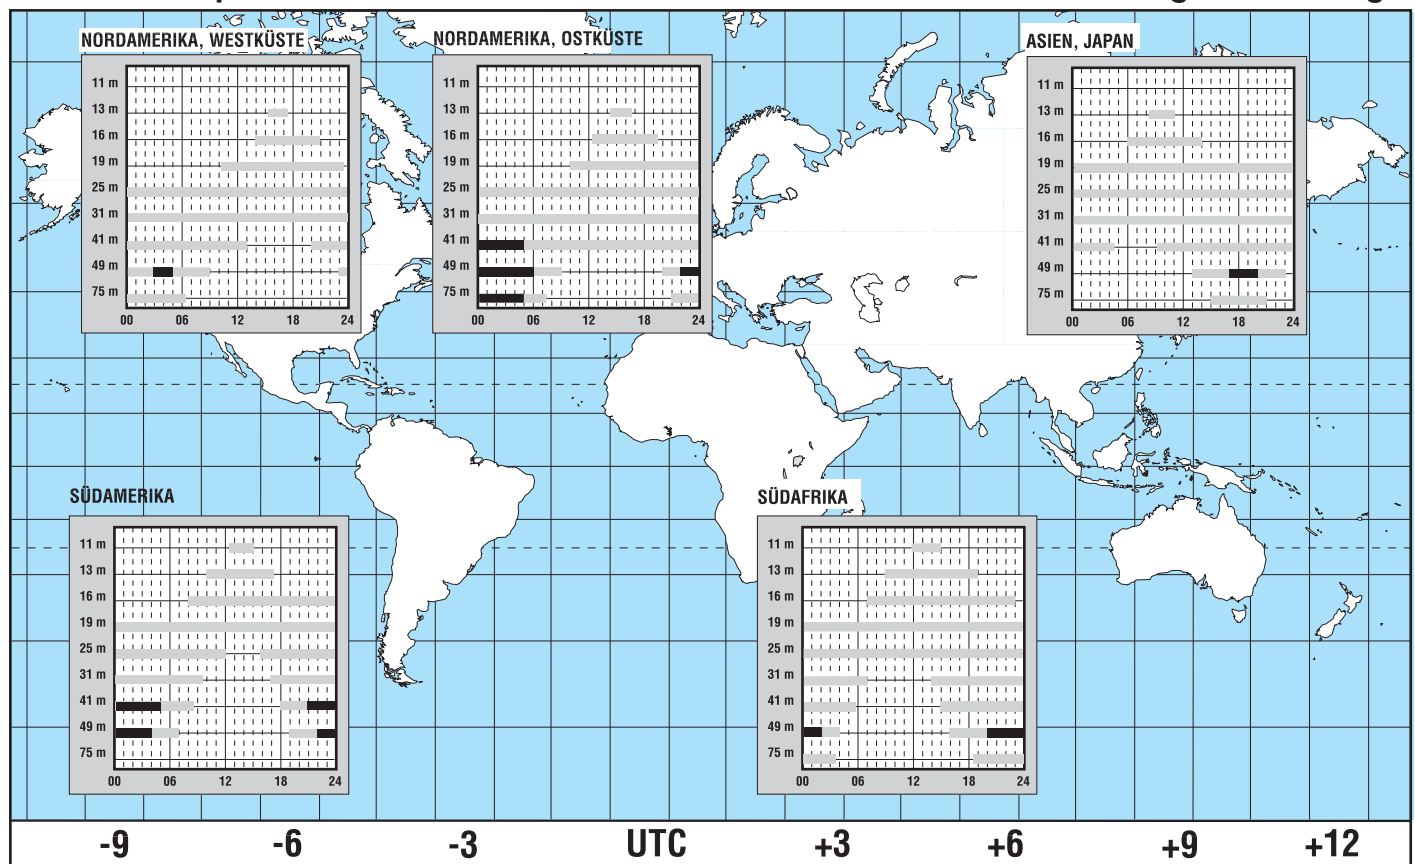 NORDAMERIKA, WESTKÜSTE
11 m
13 m
16 m
19 m
25 m
31 m
41 m
49 m
75 m
00 06 12 18 24
NORDAMERIKA, OSTKÜSTE
11 m
13 m
16 m
19 m
25 m
31 m
41 m
49 m
75 m
00 06 12 18 24
ASIEN, JAPAN
11 m
13 m
16 m
19 m
25 m
31 m
41 m
49 m
75 m
00 06 12 18 24
SÜDAMERIKA
11 m
13 m
16 m
19 m
25 m
31 m
41 m
49 m
75 m
00 06 12 18 24
SÜDAFRIKA
11 m
13 m
16 m
19 m
25 m
31 m
41 m
49 m
75 m
00 06 12 18 24
-9 -6 -3 UTC +3 +6 +9 +12